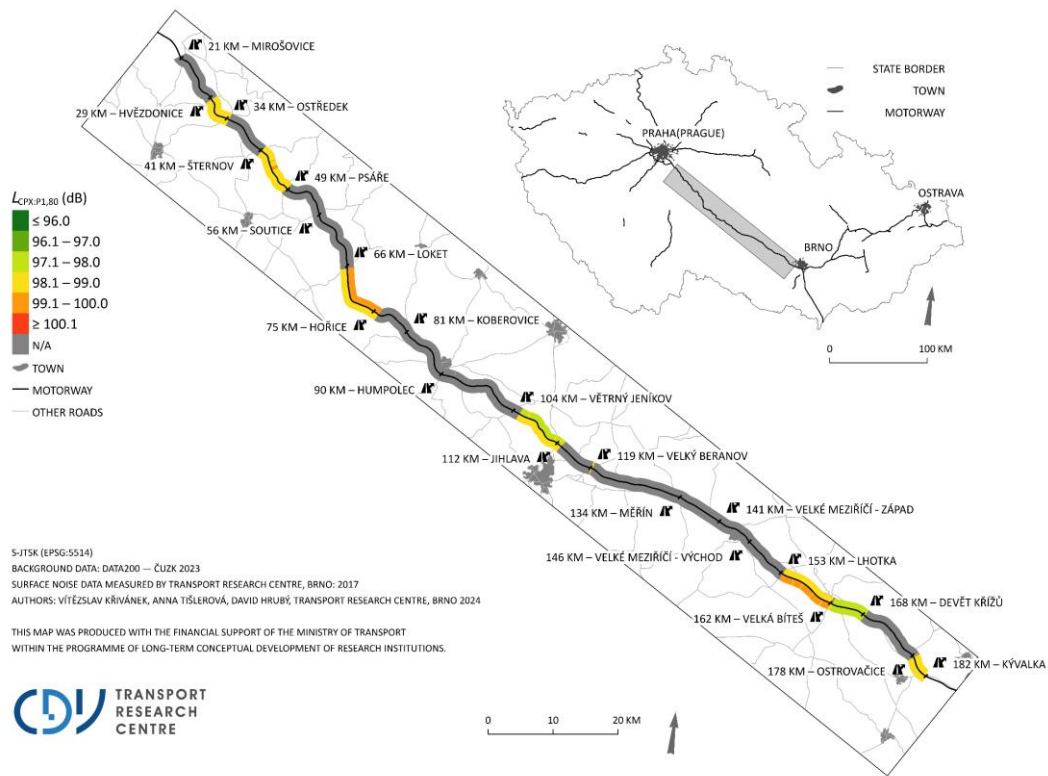 21 KM – MIROŠOVICE
34 KM – OSTŘEDEK
29 KM – HVĚZDONICE
41 KM – ŠTERNOV
49 KM – PSÁŘE
56 KM – SOUTICE
66 KM – LOKET
75 KM – HOŘICE
81 KM – KOBEROVICE
90 KM – HUMPOLEC
104 KM – VĚTRNÝ JENÍKOV
112 KM – JIHLAVA
119 KM – VELKÝ BERANOV
134 KM – MĚŘÍN
141 KM – VELKÉ MEZIŘÍČÍ - ZÁPAD
146 KM – VELKÉ MEZIŘÍČÍ - VÝCHOD
153 KM – LHOTKA
162 KM – VELKÁ BÍTEŠ
168 KM – DEVĚT KŘÍŽŮ
178 KM – OSTROVAČICE
182 KM – KÝVALKA
STATE BORDER
TOWN
MOTORWAY
PRAHA(PRAGUE)
OSTRAVA
BRNO
0 100 KM
LCPX:P1,80 (dB)
≤ 96.0
96.1 – 97.0
97.1 – 98.0
98.1 – 99.0
99.1 – 100.0
≥ 100.1
N/A
TOWN
MOTORWAY
OTHER ROADS
S-JTSK (EPSG:5514)
BACKGROUND DATA: DATA200 — ČUZK 2023
SURFACE NOISE DATA MEASURED BY TRANSPORT RESEARCH CENTRE, BRNO: 2017
AUTHORS: VÍTĚZSLAV KŘIVÁNEK, ANNA TIŠLEROVÁ, DAVID HRUBÝ, TRANSPORT RESEARCH CENTRE, BRNO 2024
THIS MAP WAS PRODUCED WITH THE FINANCIAL SUPPORT OF THE MINISTRY OF TRANSPORT
WITHIN THE PROGRAMME OF LONG-TERM CONCEPTUAL DEVELOPMENT OF RESEARCH INSTITUTIONS.
CDV
TRANSPORT
RESEARCH
CENTRE
0 10 20 KM